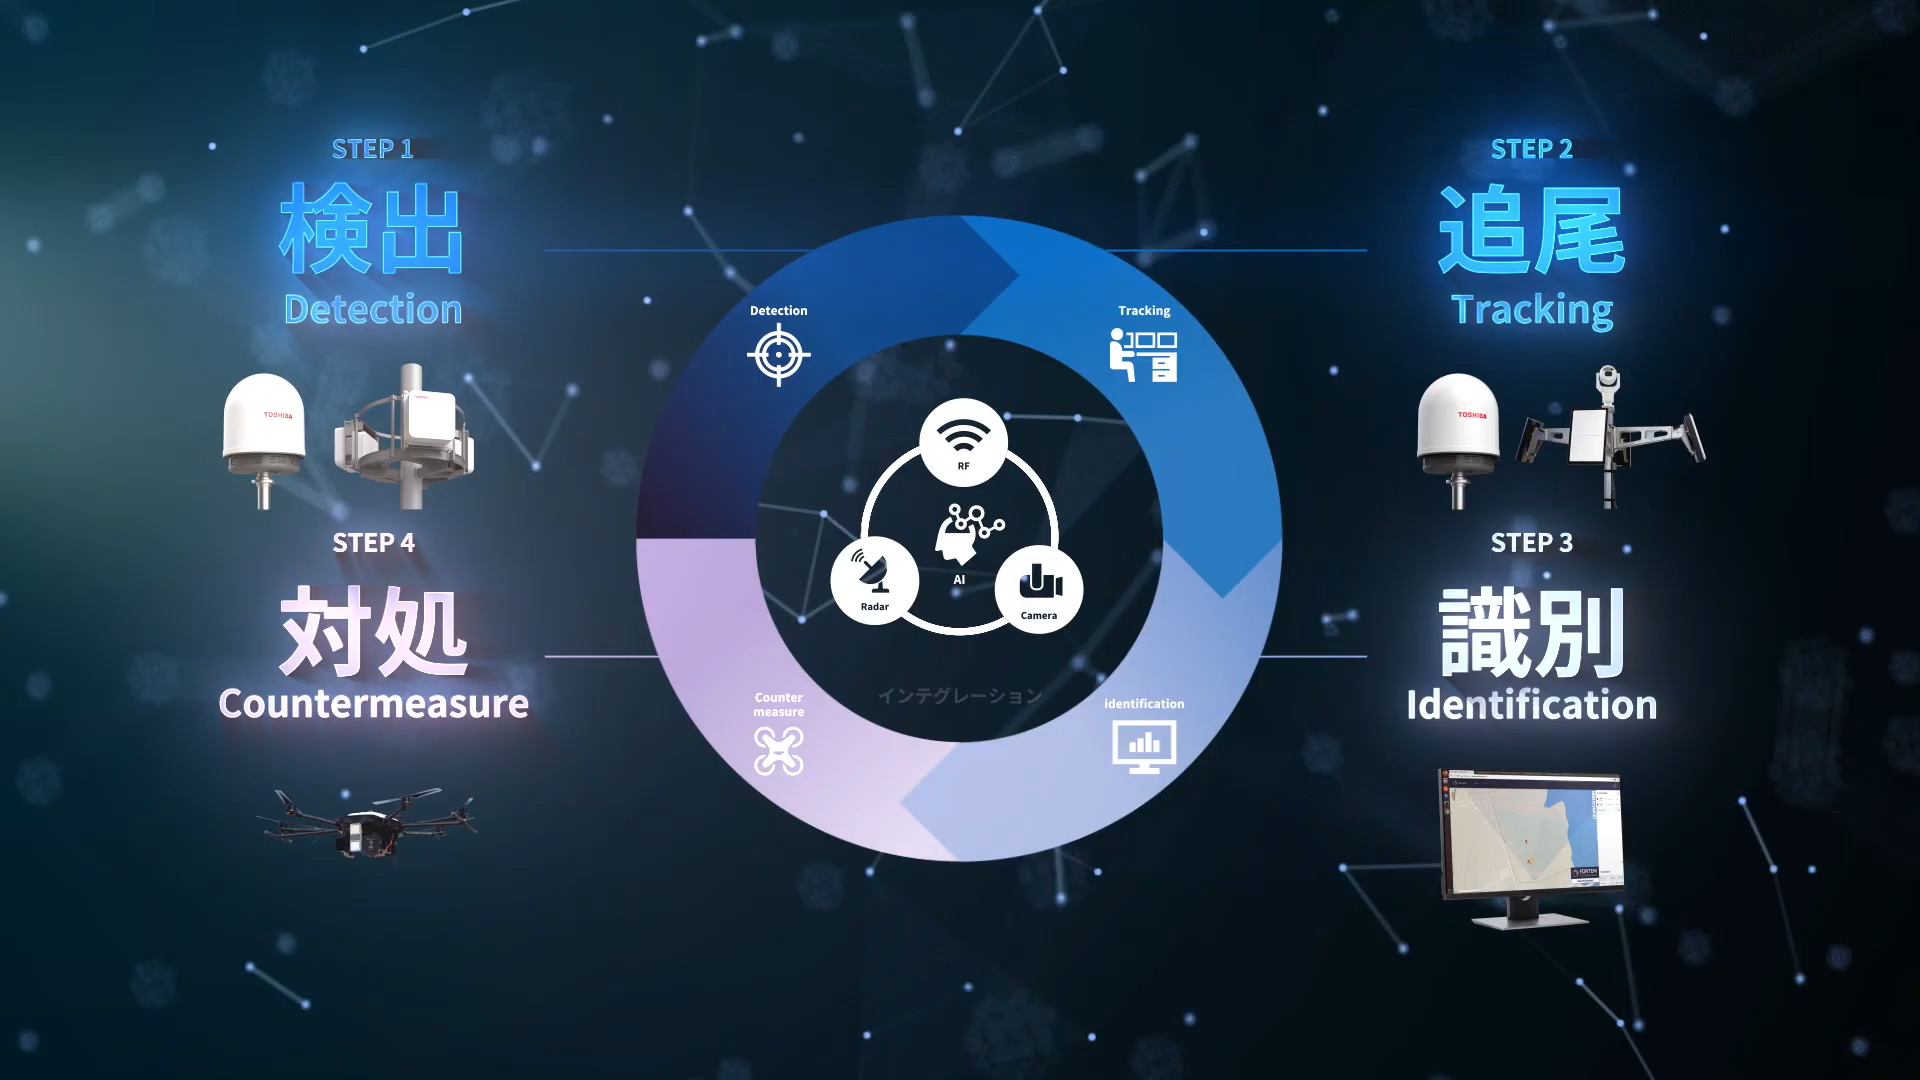 STEP 1
検出
Detection
TOSHIBA
STEP 2
追尾
Tracking
TOSHIBA
Detection
Tracking
RF
AI
Radar
Camera
インテグレーション
Counter
measure
identification
STEP 4
対処
Countermeasure
STEP 3
識別
Identification
FORTEM